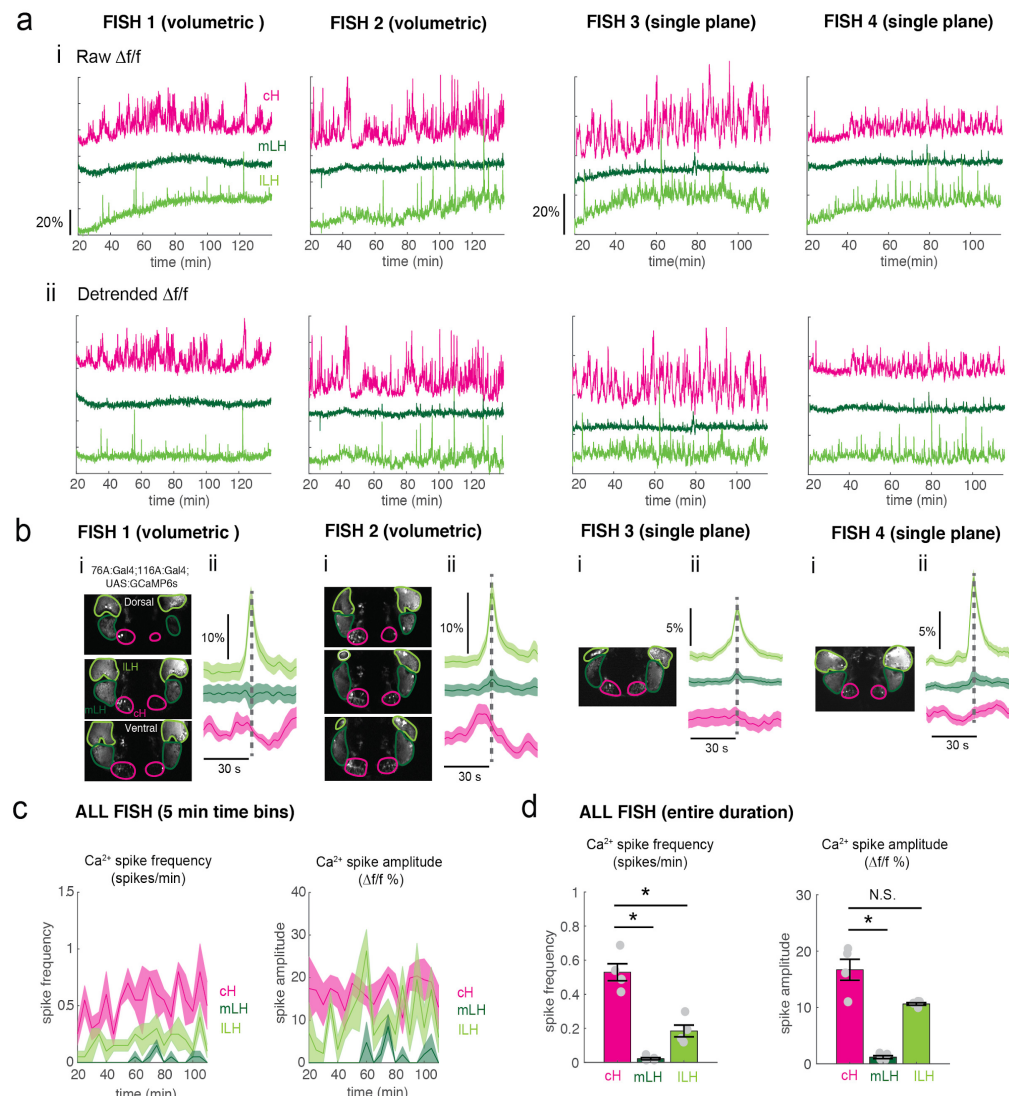 a
FISH 1 (volumetric )
FISH 2 (volumetric)
FISH 3 (single plane)
FISH 4 (single plane)
i
Raw Δf/f
cH
mLH
lLH
20%
20%
20 40 60 80 100 120
time (min)
20 40 60 80 100 120
time (min)
20 40 60 80 100
time(min)
20 40 60 80 100
time(min)
ii
Detrended Δf/f
20 40 60 80 100 120
time (min)
20 40 60 80 100 120
time (min)
20 40 60 80 100
time (min)
20 40 60 80 100
time (min)
b
FISH 1 (volumetric )
FISH 2 (volumetric)
FISH 3 (single plane)
FISH 4 (single plane)
i
ii
i
ii
i
ii
i
ii
76A:Gal4;116A:Gal4;
UAS:GCaMP6s
Dorsal
lLH
mLH
cH
Ventral
10%
30 s
10%
30 s
5%
30 s
5%
30 s
c
ALL FISH (5 min time bins)
Ca²⁺ spike frequency
(spikes/min)
1.5
1
0.5
0
spike frequency
20 40 60 80 100
time (min)
cH
mLH
lLH
Ca²⁺ spike amplitude
(Δf/f %)
40
30
20
10
0
spike amplitude
20 40 60 80 100
time (min)
cH
mLH
lLH
d
ALL FISH (entire duration)
Ca²⁺ spike frequency
(spikes/min)
1
0.8
0.6
0.4
0.2
0
spike frequency
*
*
cH mLH lLH
Ca²⁺ spike amplitude
(Δf/f %)
30
20
10
0
spike amplitude
N.S.
*
cH mLH lLH